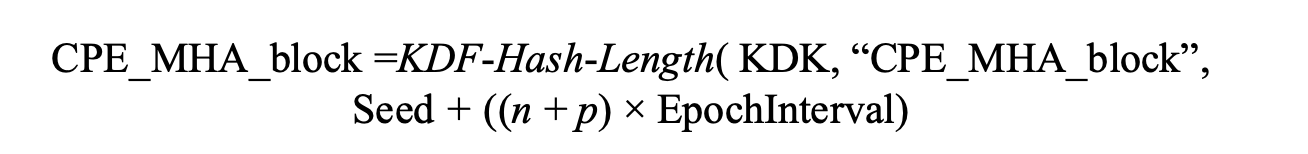 CPE_MHA_block =KDF-Hash-Length( KDK, “CPE_MHA_block”,
Seed + ((n + p) × EpochInterval)